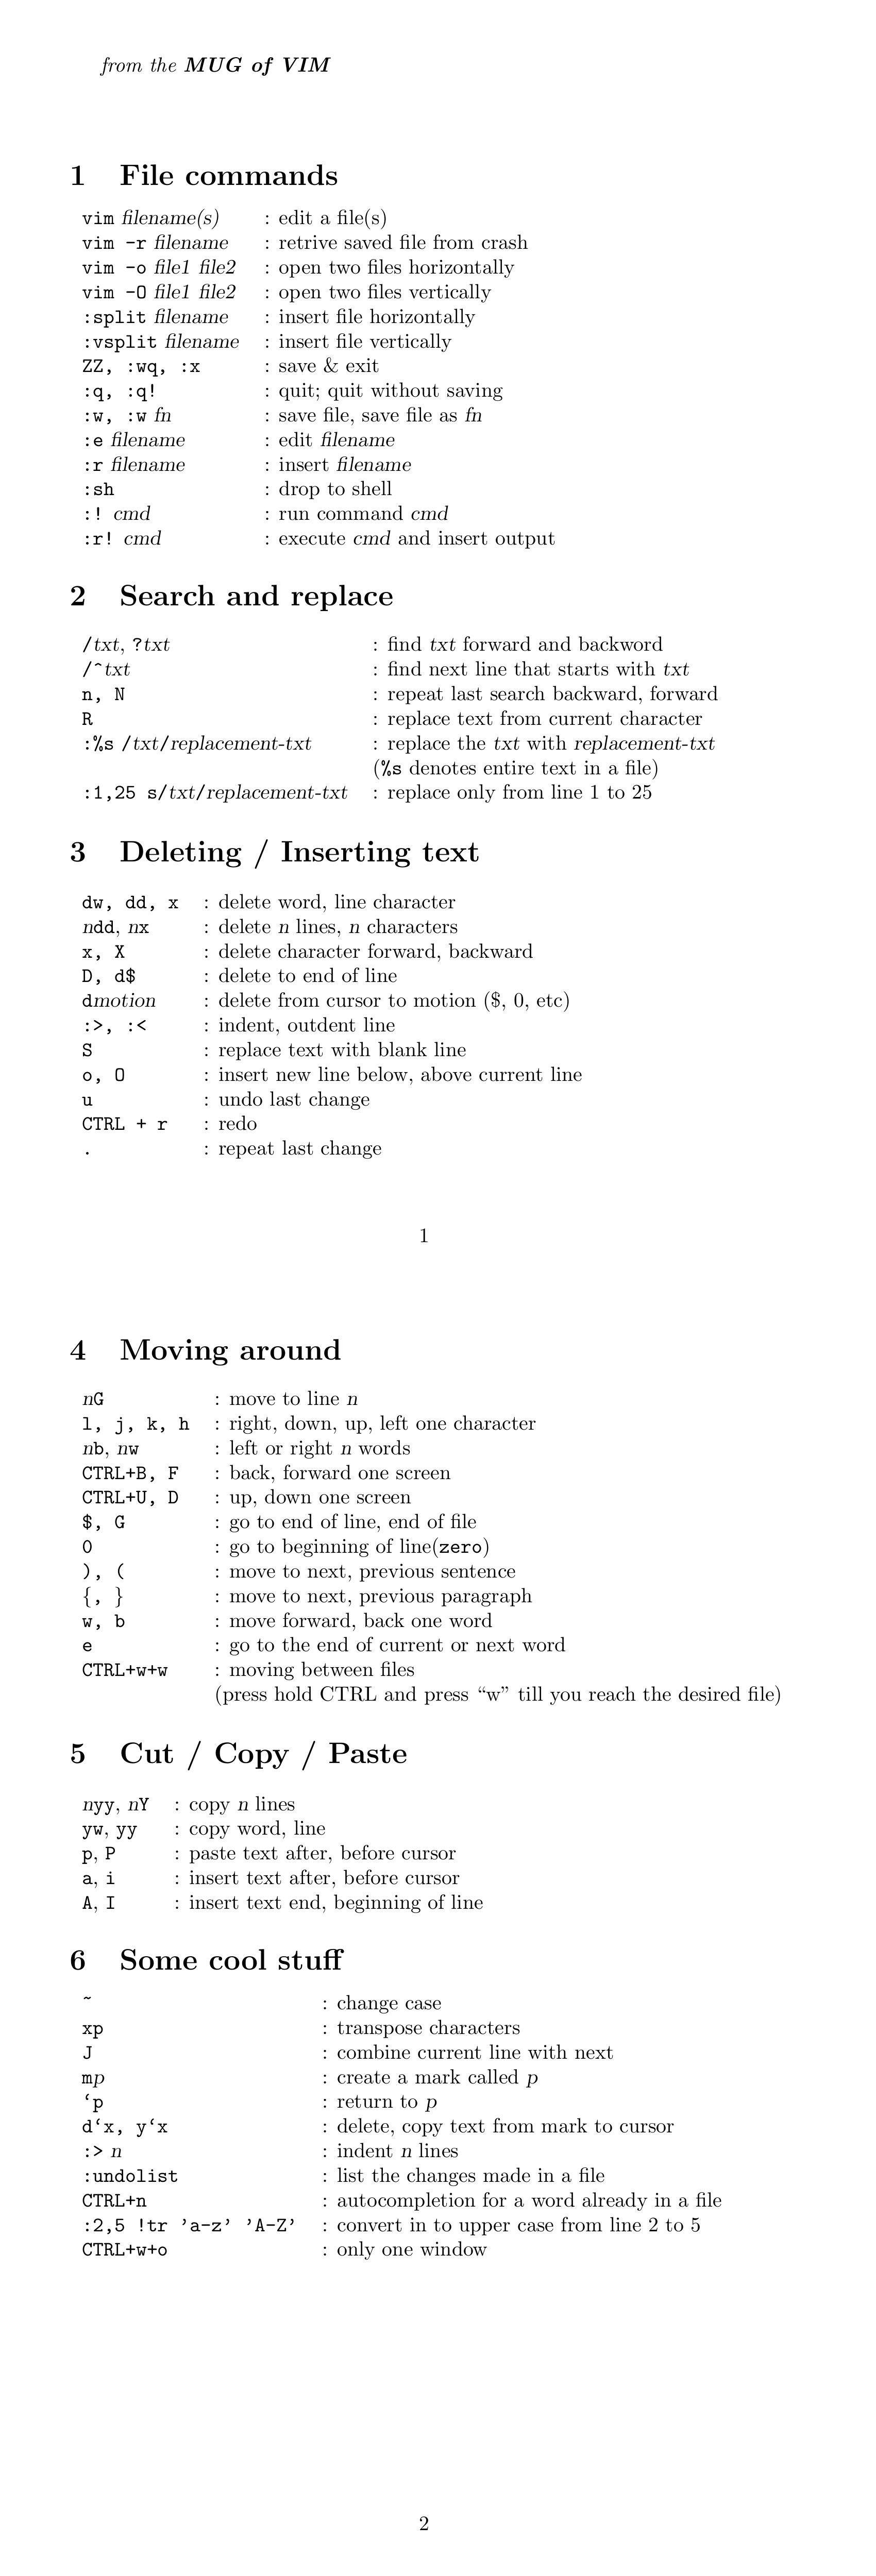 from the MUG of VIM
1 File commands
vim filename(s) : edit a file(s)
vim -r filename : retrive saved file from crash
vim -o file1 file2 : open two files horizontally
vim -O file1 file2 : open two files vertically
:split filename : insert file horizontally
:vsplit filename : insert file vertically
ZZ, :wq, :x : save & exit
:q, :q! : quit; quit without saving
:w, :w fn : save file, save file as fn
:e filename : edit filename
:r filename : insert filename
:sh : drop to shell
:! cmd : run command cmd
:r! cmd : execute cmd and insert output
2 Search and replace
/txt, ?txt : find txt forward and backword
/^txt : find next line that starts with txt
n, N : repeat last search backward, forward
R : replace text from current character
:%s /txt/replacement-txt : replace the txt with replacement-txt
(%s denotes entire text in a file)
:1,25 s/txt/replacement-txt : replace only from line 1 to 25
3 Deleting / Inserting text
dw, dd, x : delete word, line character
ndd, nx : delete n lines, n characters
x, X : delete character forward, backward
D, d$ : delete to end of line
dmotion : delete from cursor to motion ($, 0, etc)
:>, :< : indent, outdent line
S : replace text with blank line
o, O : insert new line below, above current line
u : undo last change
CTRL + r : redo
. : repeat last change
1
4 Moving around
nG : move to line n
l, j, k, h : right, down, up, left one character
nb, nw : left or right n words
CTRL+B, F : back, forward one screen
CTRL+U, D : up, down one screen
$, G : go to end of line, end of file
0 : go to beginning of line(zero)
), ( : move to next, previous sentence
{, } : move to next, previous paragraph
w, b : move forward, back one word
e : go to the end of current or next word
CTRL+w+w : moving between files
(press hold CTRL and press “w” till you reach the desired file)
5 Cut / Copy / Paste
nyy, nY : copy n lines
yw, yy : copy word, line
p, P : paste text after, before cursor
a, i : insert text after, before cursor
A, I : insert text end, beginning of line
6 Some cool stuff
~ : change case
xp : transpose characters
J : combine current line with next
mp : create a mark called p
‘p : return to p
d‘x, y‘x : delete, copy text from mark to cursor
:> n : indent n lines
:undolist : list the changes made in a file
CTRL+n : autocompletion for a word already in a file
:2,5 !tr ’a-z’ ’A-Z’ : convert in to upper case from line 2 to 5
CTRL+w+o : only one window
2